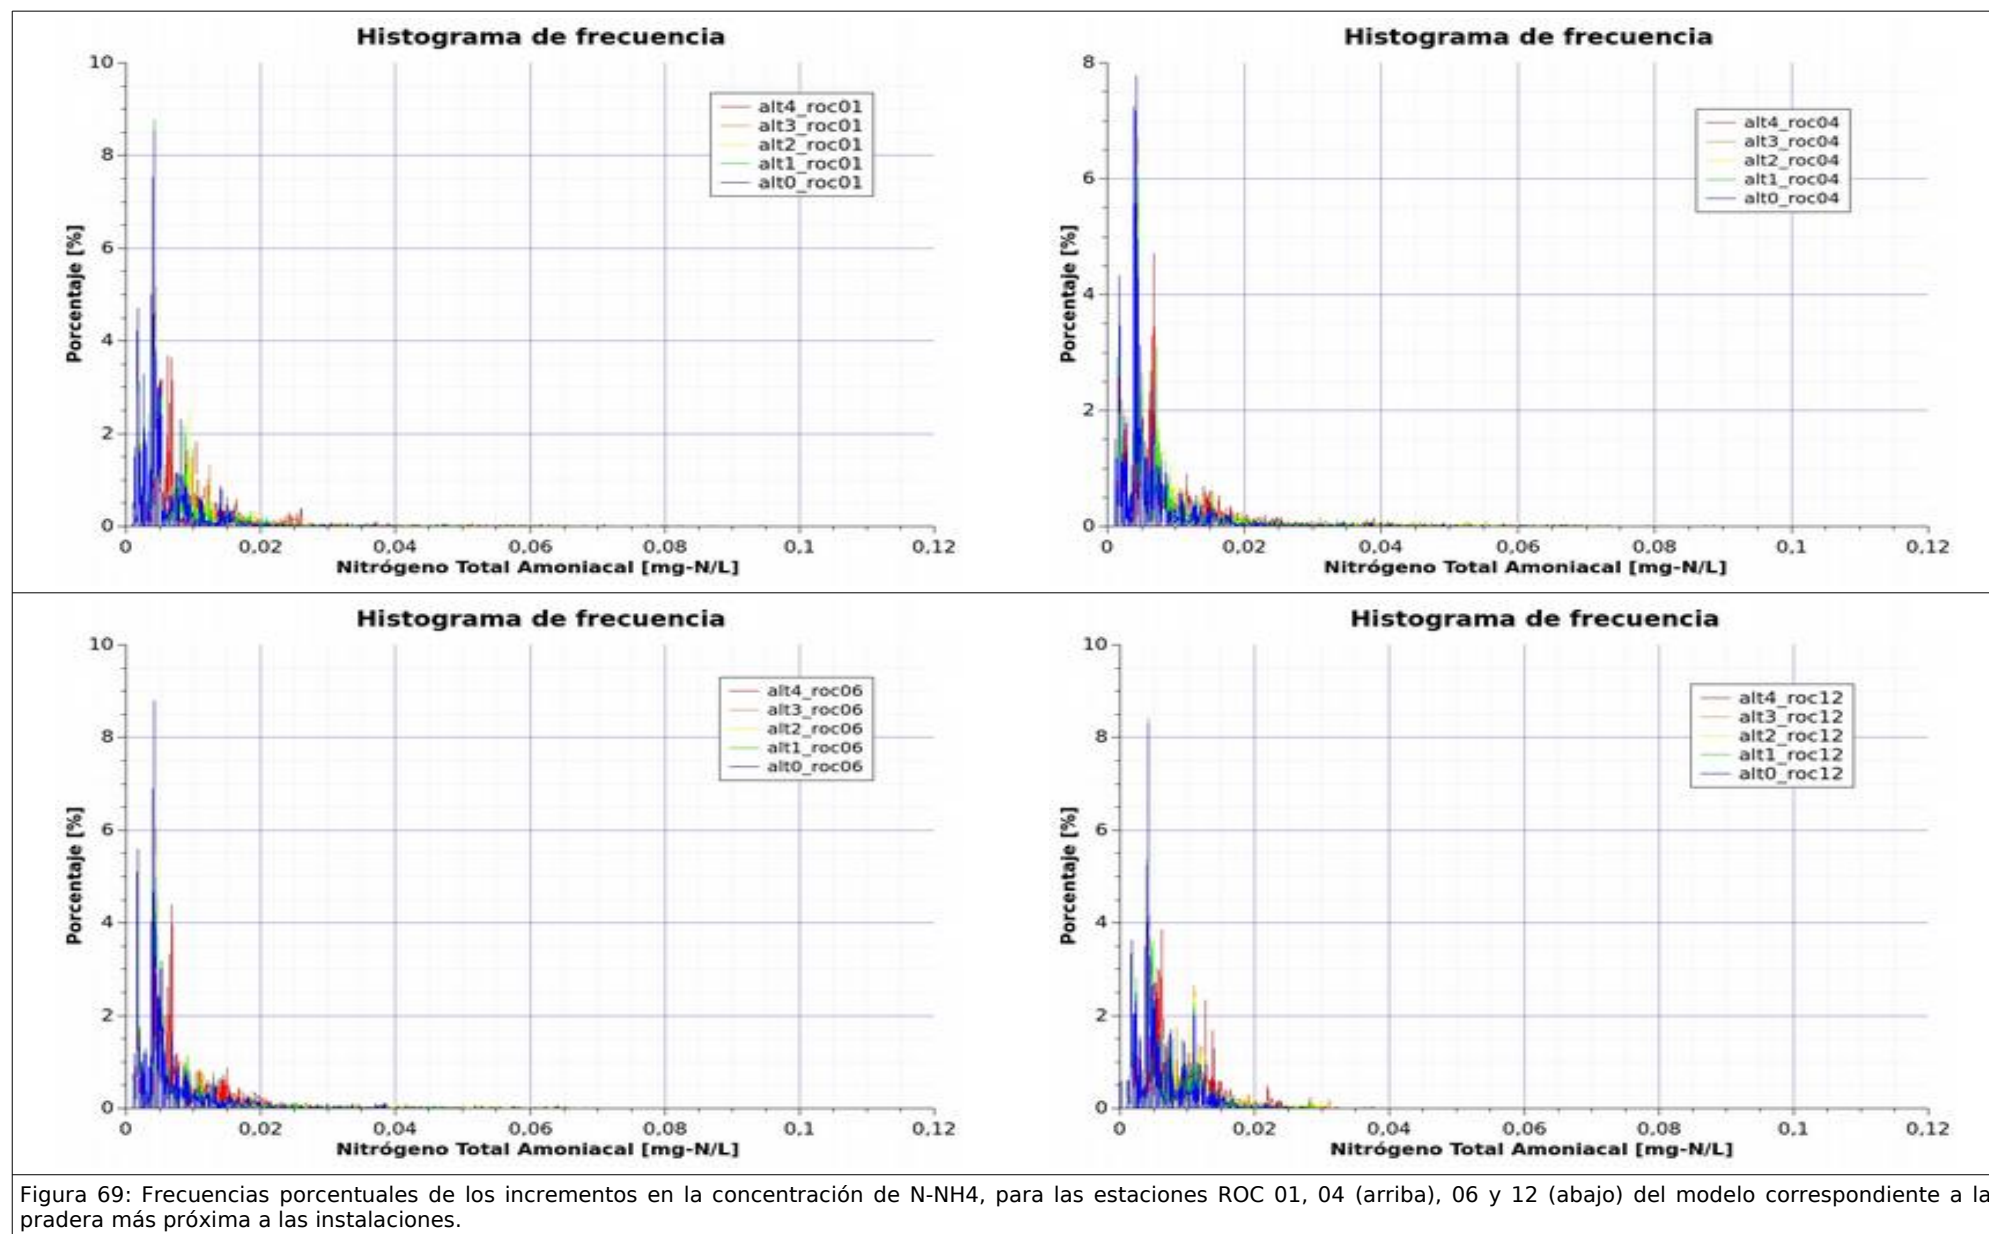 Histograma de frecuencia
10
8
6
4
2
0
Porcentaje [%]
alt4_roc01
alt3_roc01
alt2_roc01
alt1_roc01
alt0_roc01
0 0,02 0,04 0,06 0,08 0,1 0,12
Nitrógeno Total Amoniacal [mg-N/L]
Histograma de frecuencia
8
6
4
2
0
Porcentaje [%]
alt4_roc04
alt3_roc04
alt2_roc04
alt1_roc04
alt0_roc04
0 0,02 0,04 0,06 0,08 0,1 0,12
Nitrógeno Total Amoniacal [mg-N/L]
Histograma de frecuencia
10
8
6
4
2
0
Porcentaje [%]
alt4_roc06
alt3_roc06
alt2_roc06
alt1_roc06
alt0_roc06
0 0,02 0,04 0,06 0,08 0,1 0,12
Nitrógeno Total Amoniacal [mg-N/L]
Histograma de frecuencia
10
8
6
4
2
0
Porcentaje [%]
alt4_roc12
alt3_roc12
alt2_roc12
alt1_roc12
alt0_roc12
0 0,02 0,04 0,06 0,08 0,1 0,12
Nitrógeno Total Amoniacal [mg-N/L]
Figura 69: Frecuencias porcentuales de los incrementos en la concentración de N-NH4, para las estaciones ROC 01, 04 (arriba), 06 y 12 (abajo) del modelo correspondiente a la
pradera más próxima a las instalaciones.